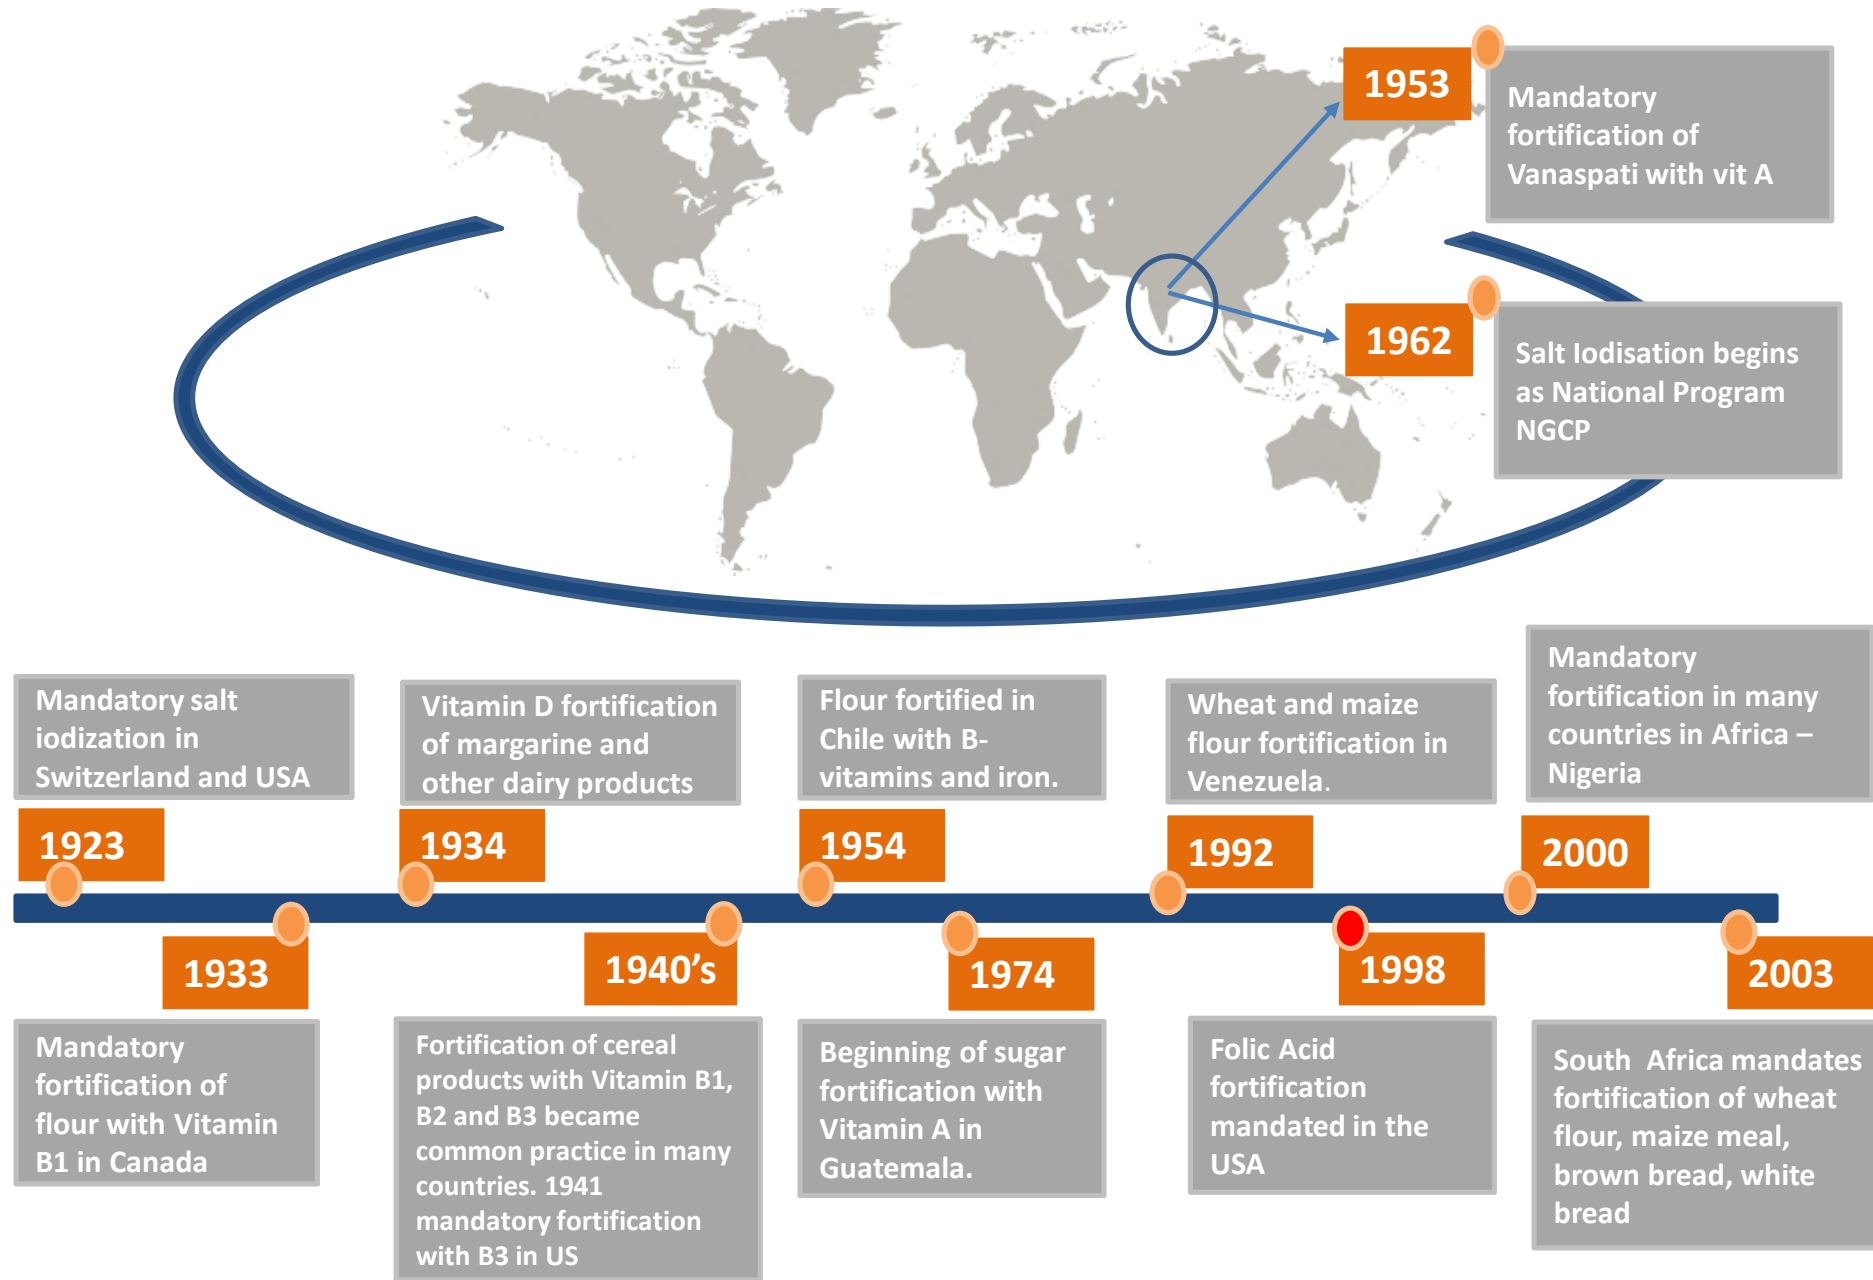 1953
Mandatory
fortification of
Vanaspati with vit A
1962
Salt Iodisation begins
as National Program
NGCP
Mandatory salt
iodization in
Switzerland and USA
1923
Vitamin D fortification
of margarine and
other dairy products
1934
Flour fortified in
Chile with B-
vitamins and iron.
1954
Wheat and maize
flour fortification in
Venezuela.
1992
Mandatory
fortification in many
countries in Africa –
Nigeria
2000
1933
Mandatory
fortification of
flour with Vitamin
B1 in Canada
1940's
Fortification of cereal
products with Vitamin B1,
B2 and B3 became
common practice in many
countries. 1941
mandatory fortification
with B3 in US
1974
Beginning of sugar
fortification with
Vitamin A in
Guatemala.
1998
Folic Acid
fortification
mandated in the
USA
2003
South  Africa mandates
fortification of wheat
flour, maize meal,
brown bread, white
bread